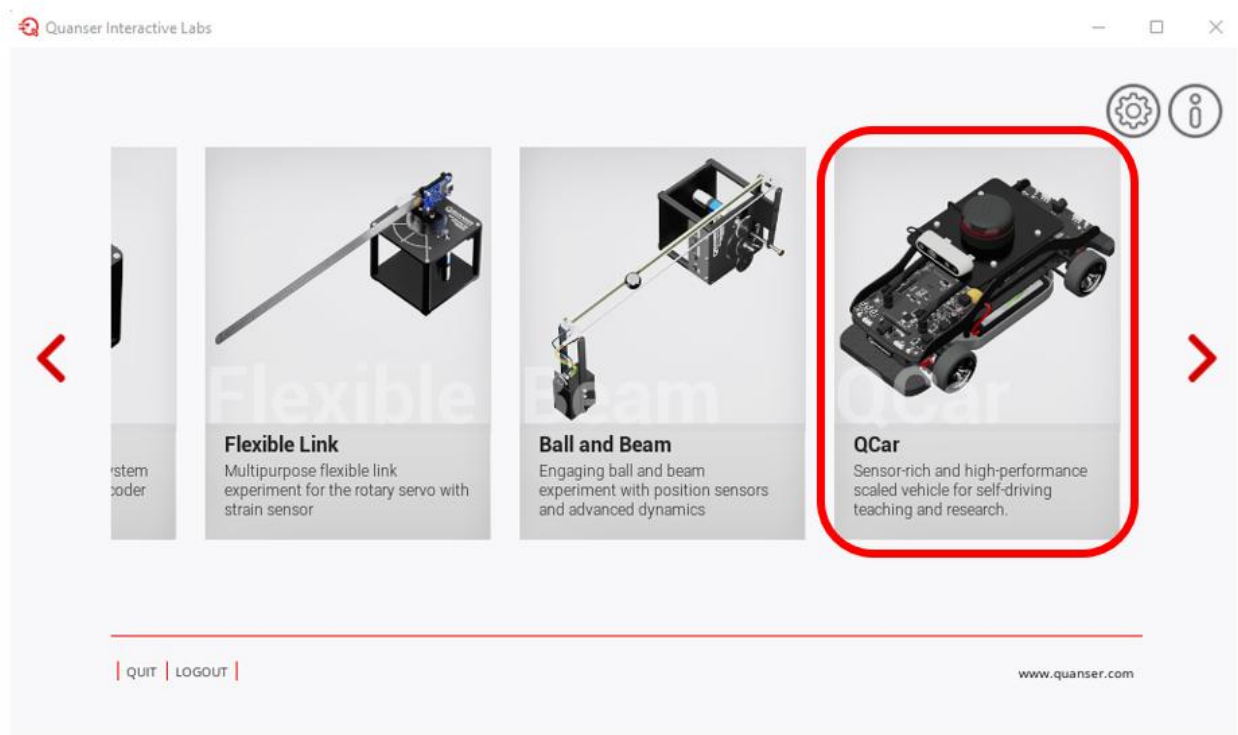 Quanser Interactive Labs
Flexible
Beam
QCar
Flexible Link
Multipurpose flexible link
experiment for the rotary servo with
strain sensor
Ball and Beam
Engaging ball and beam
experiment with position sensors
and advanced dynamics
QCar
Sensor-rich and high-performance
scaled vehicle for self-driving
teaching and research.
QUIT LOGOUT
www.quanser.com